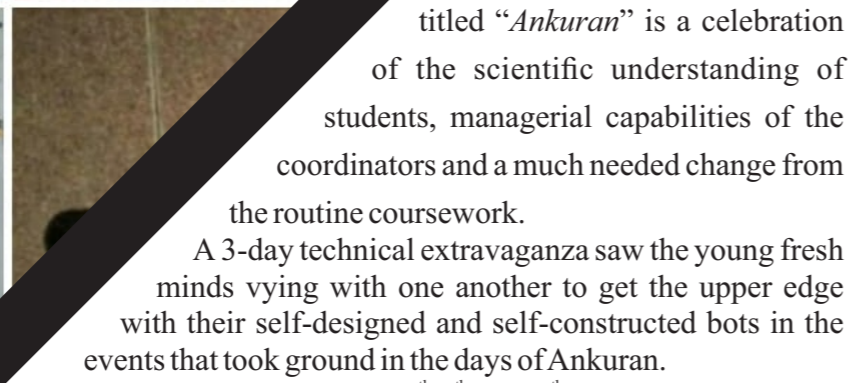 titled “Ankuran” is a celebration
of the scientific understanding of
students, managerial capabilities of the
coordinators and a much needed change from
the routine coursework.
A 3-day technical extravaganza saw the young fresh
minds vying with one another to get the upper edge
with their self-designed and self-constructed bots in the
events that took ground in the days of Ankuran.